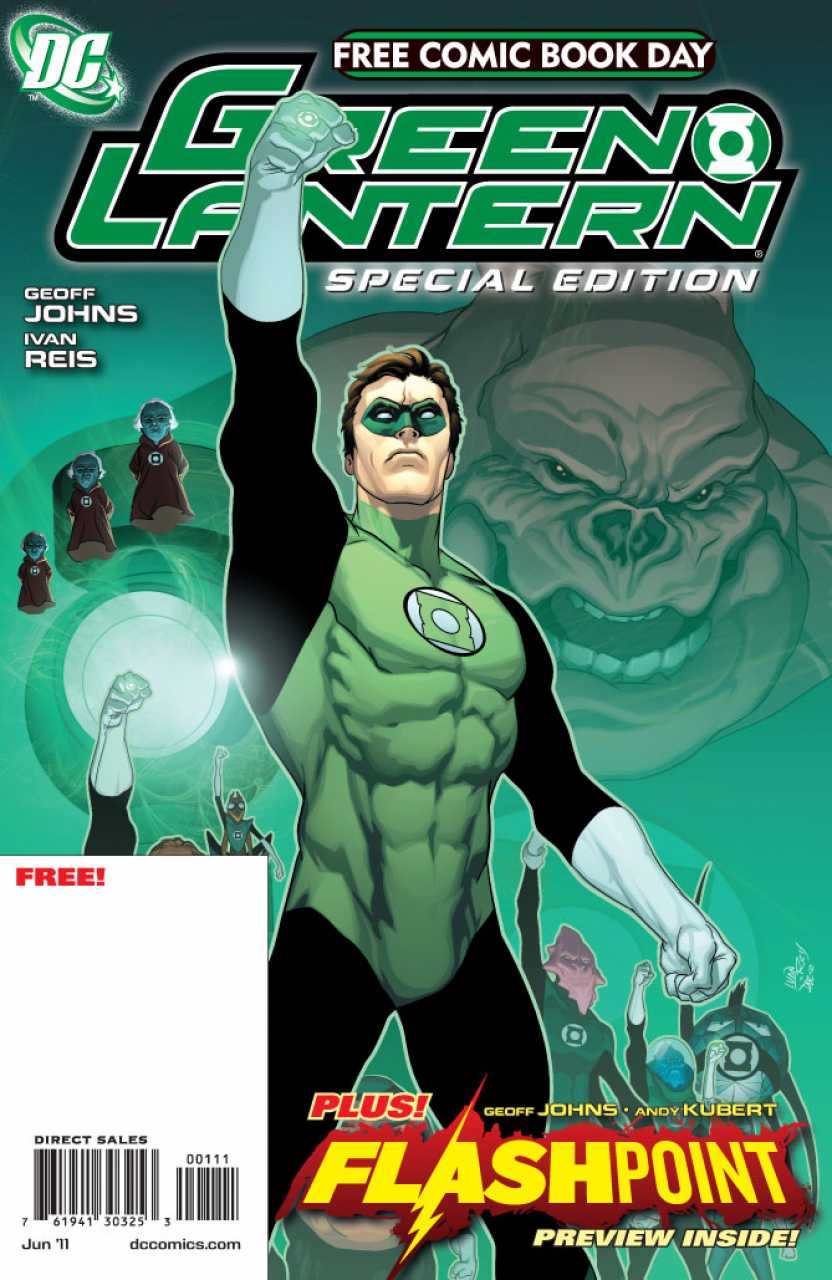 DC
TM
FREE COMIC BOOK DAY
GREEN
LANTERN
®
SPECIAL EDITION
GEOFF
JOHNS
IVAN
REIS
FREE!
PLUS!
GEOFF JOHNS • ANDY KUBERT
FLASHPOINT
PREVIEW INSIDE!
DIRECT SALES
00111
7 61941 30325 3
Jun '11
dccomics.com